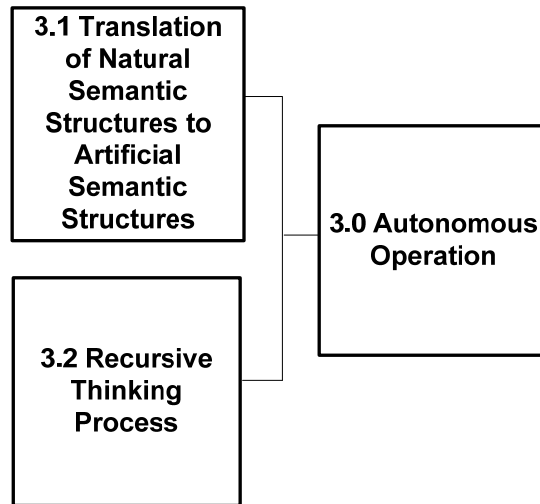 3.1 Translation
of Natural
Semantic
Structures to
Artificial
Semantic
Structures
3.0 Autonomous
Operation
3.2 Recursive
Thinking
Process